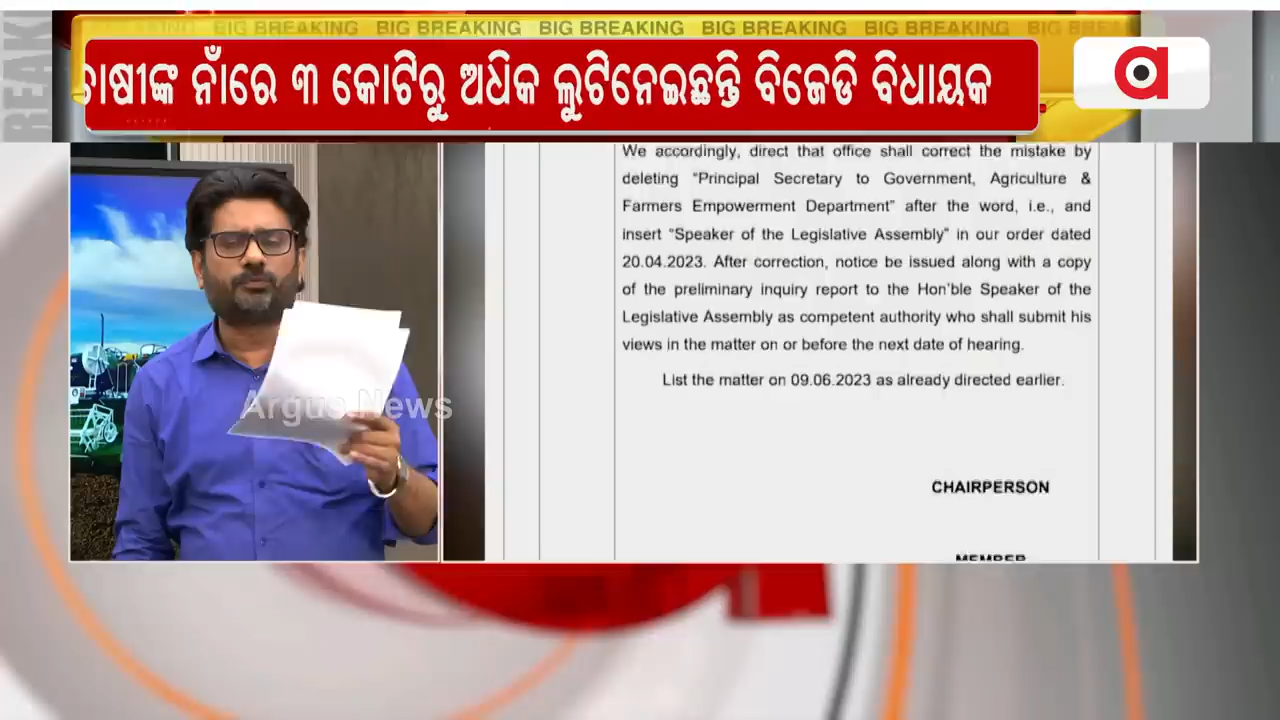 BREAK
BIG BREAKING BIG BREAKING BIG BREAKING BIG BREAKING BIG BREAKING
ନାଁରେ ୩ କୋଟିରୁ ଅଧିକ ଲୁଟିନେଇଛନ୍ତି ବିଜେଡି ବିଧାୟକ
We accordingly, direct that office shall correct the mistake by
deleting “Principal Secretary to Government, Agriculture &
Farmers Empowerment Department” after the word, i.e., and
insert “Speaker of the Legislative Assembly” in our order dated
20.04.2023. After correction, notice be issued along with a copy
of the preliminary inquiry report to the Hon’ble Speaker of the
Legislative Assembly as competent authority who shall submit his
views in the matter on or before the next date of hearing.
List the matter on 09.06.2023 as already directed earlier.
CHAIRPERSON
MEMBER
Argus News